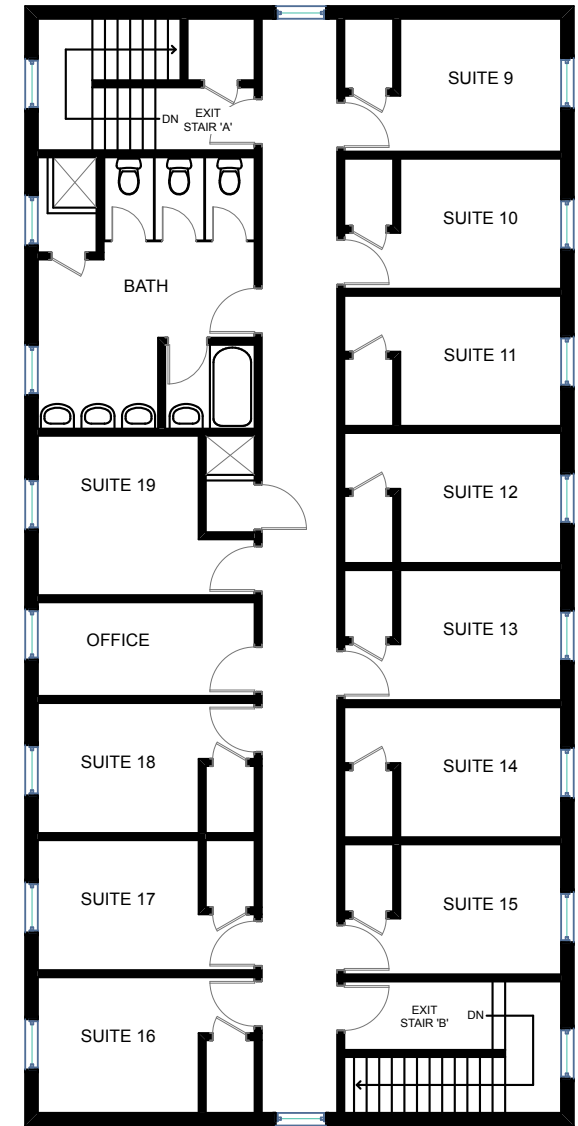 SUITE 9
DN
EXIT
STAIR 'A'
SUITE 10
BATH
SUITE 11
SUITE 19
SUITE 12
SUITE 13
OFFICE
SUITE 18
SUITE 14
SUITE 17
SUITE 15
EXIT
STAIR 'B'
DN
SUITE 16